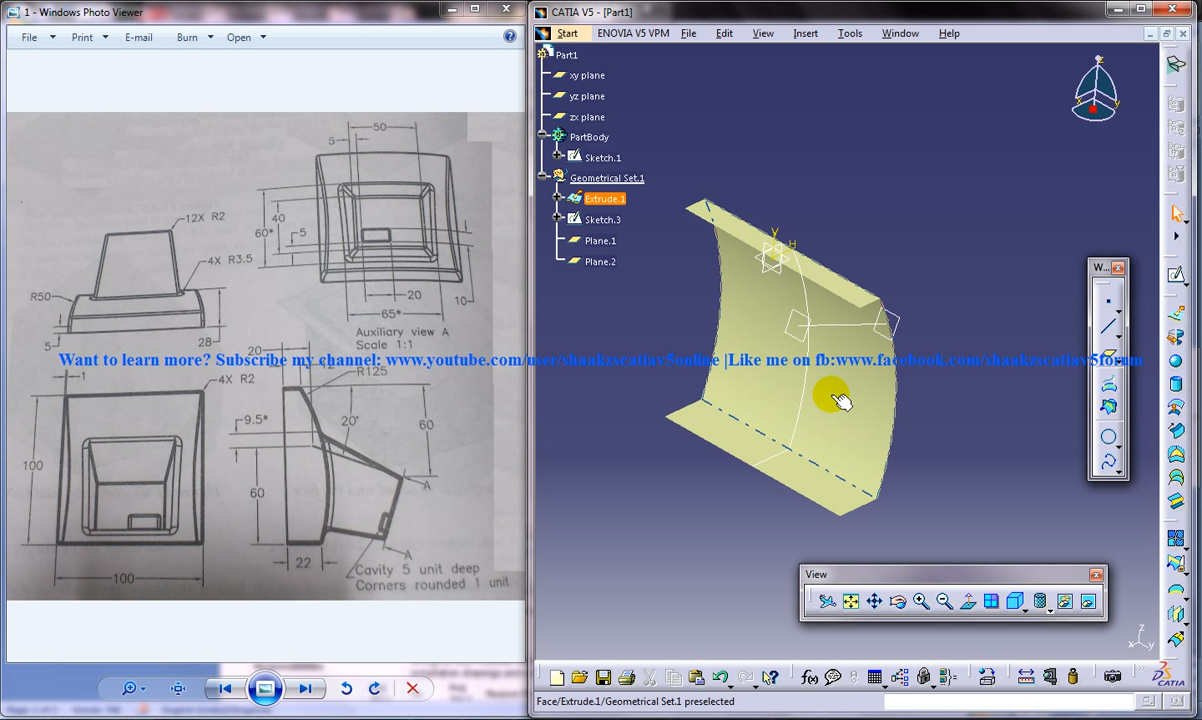 1 - Windows Photo Viewer
File Print E-mail Burn Open
50
5
12X R2
40
60*
5
4X R3.5
R50
20
65*
10
28
5
Auxiliary view A
Scale 1:1
Want to learn more? Subscribe my channel: www.youtube.com/user/shaakzscatiav5online |Like me on fb:www.facebook.com/shaakzscatiav5forum
20
12
R125
1
4X R2
9.5*
20°
60
100
60
A
A
22
100
Cavity 5 unit deep
Corners rounded 1 unit
CATIA V5 - [Part1]
Start ENOVIA V5 VPM File Edit View Insert Tools Window Help
Part1
xy plane
yz plane
zx plane
PartBody
Sketch.1
Geometrical Set.1
Extrude.1
Sketch.3
Plane.1
Plane.2
V
H
z
x
y
W...
View
z
x
y
CATIA
Face/Extrude.1/Geometrical Set.1 preselected